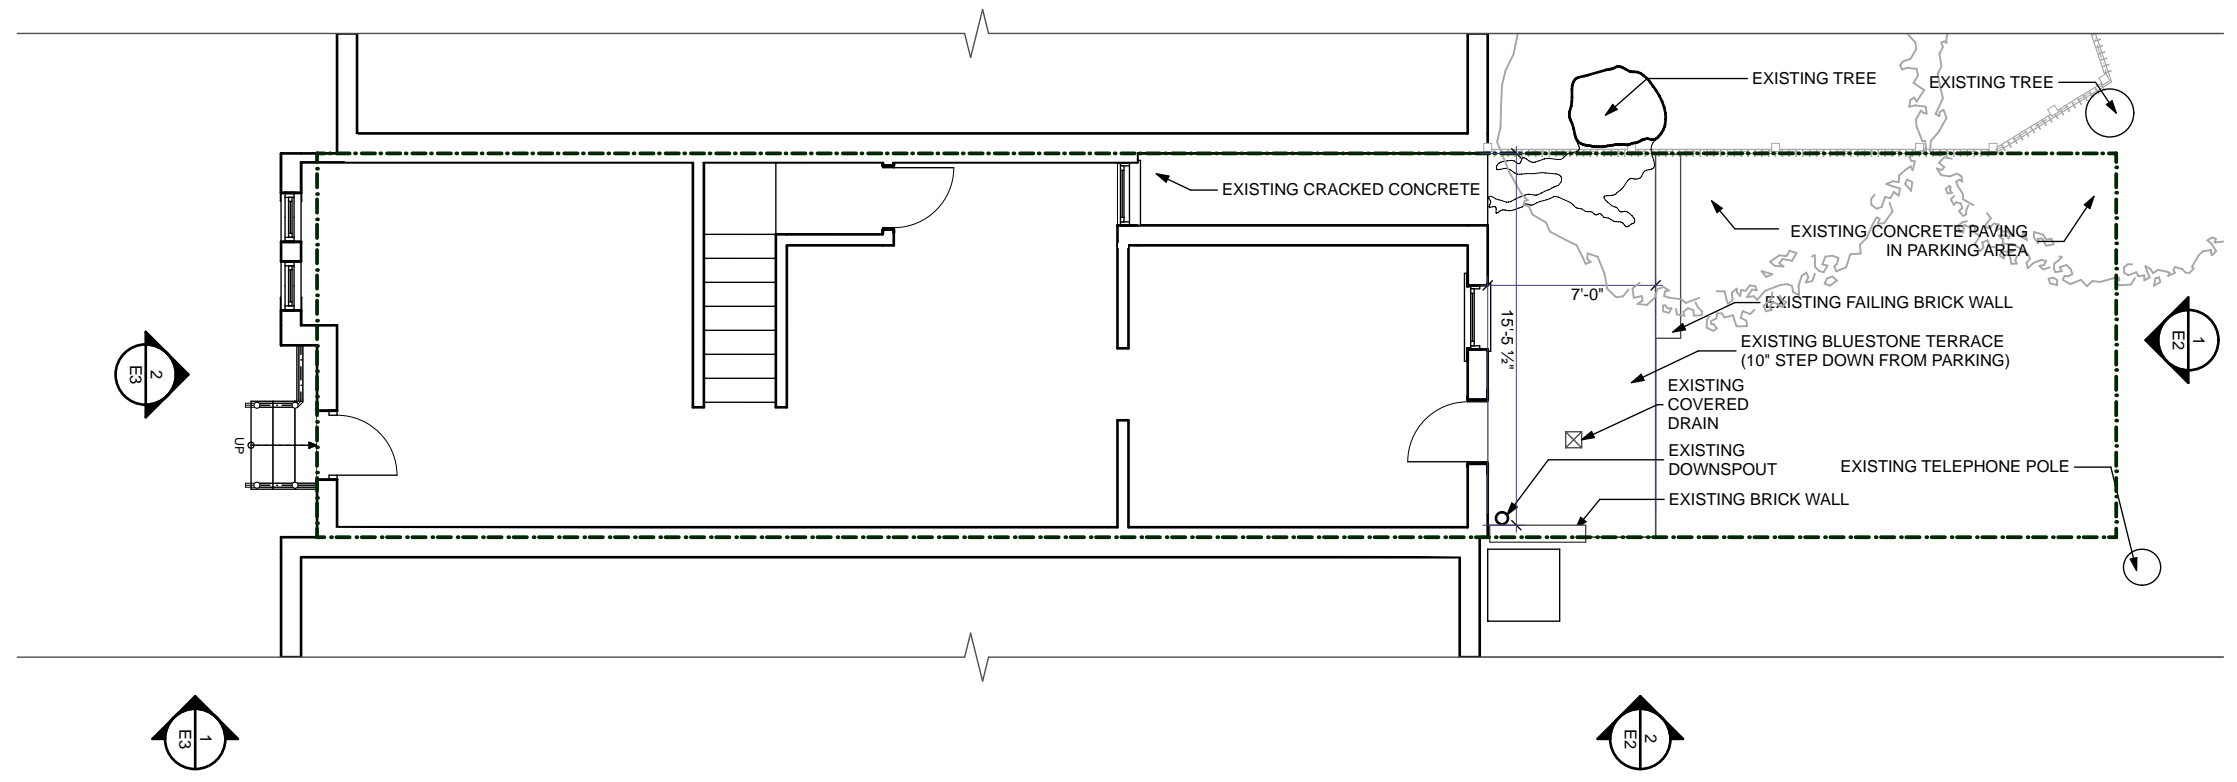 EXISTING TREE
EXISTING TREE
EXISTING CRACKED CONCRETE
EXISTING CONCRETE PAVING
IN PARKING AREA
7'-0"
EXISTING FAILING BRICK WALL
15'-5 ½"
EXISTING BLUESTONE TERRACE
(10" STEP DOWN FROM PARKING)
EXISTING
COVERED
DRAIN
EXISTING
DOWNSPOUT
EXISTING TELEPHONE POLE
EXISTING BRICK WALL
UP
2
E3
1
E2
1
E3
2
E2